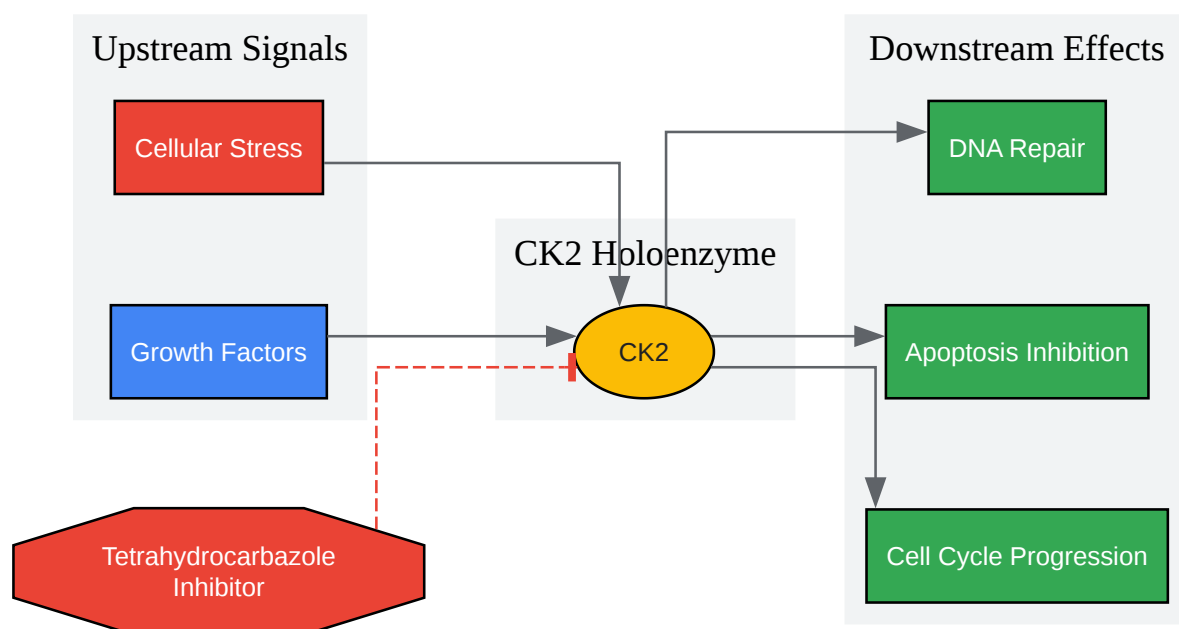 Upstream Signals
Cellular Stress
Growth Factors
Tetrahydrocarbazole
Inhibitor
CK2 Holoenzyme
CK2
Downstream Effects
DNA Repair
Apoptosis Inhibition
Cell Cycle Progression